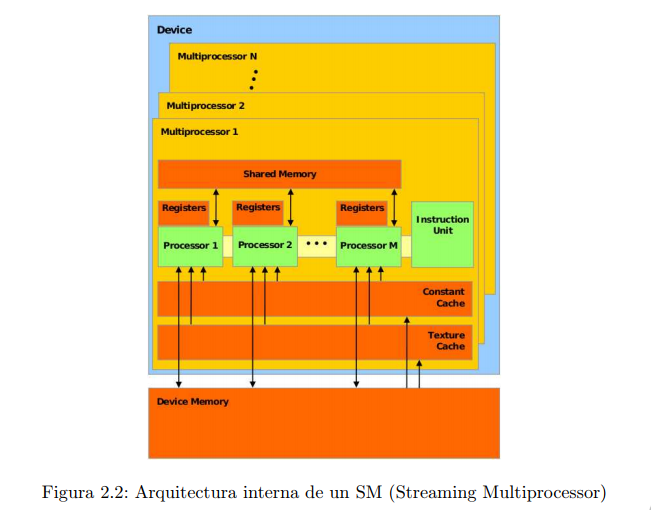 Device
Multiprocessor N
Multiprocessor 2
Multiprocessor 1
Shared Memory
Registers
Registers
Registers
Instruction
Unit
Processor 1
Processor 2
Processor M
Constant
Cache
Texture
Cache
Device Memory
Figura 2.2: Arquitectura interna de un SM (Streaming Multiprocessor)